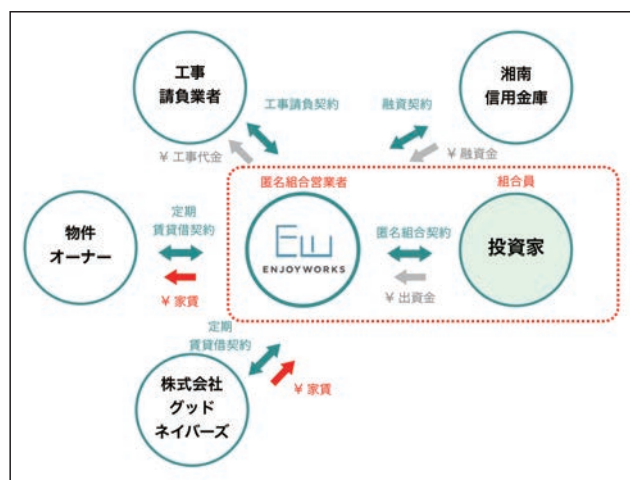 工事
請負業者
湘南
信用金庫
工事請負契約
融資契約
¥ 工事代金
¥ 融資金
匿名組合営業者
組合員
物件
オーナー
定期
賃貸借契約
¥ 家賃
EW
ENJOYWORKS
匿名組合契約
¥ 出資金
投資家
定期
賃貸借契約
¥ 家賃
株式会社
グッド
ネイバーズ